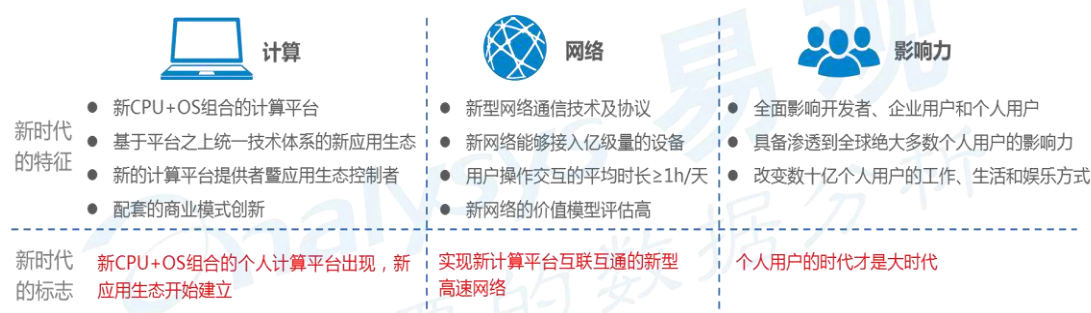 计算
网络
影响力
新时代
的特征
新CPU+OS组合的计算平台
基于平台之上统一技术体系的新应用生态
新的计算平台提供者暨应用生态控制者
配套的商业模式创新
新型网络通信技术及协议
新网络能够接入亿级量的设备
用户操作交互的平均时长≥1h/天
新网络的价值模型评估高
全面影响开发者、企业用户和个人用户
具备渗透到全球绝大多数个人用户的影响力
改变数十亿个人用户的工作、生活和娱乐方式
新时代
的标志
新CPU+OS组合的个人计算平台出现，新
应用生态开始建立
实现新计算平台互联互通的新型
高速网络
个人用户的时代才是大时代
analysys 易观
要的数据分析